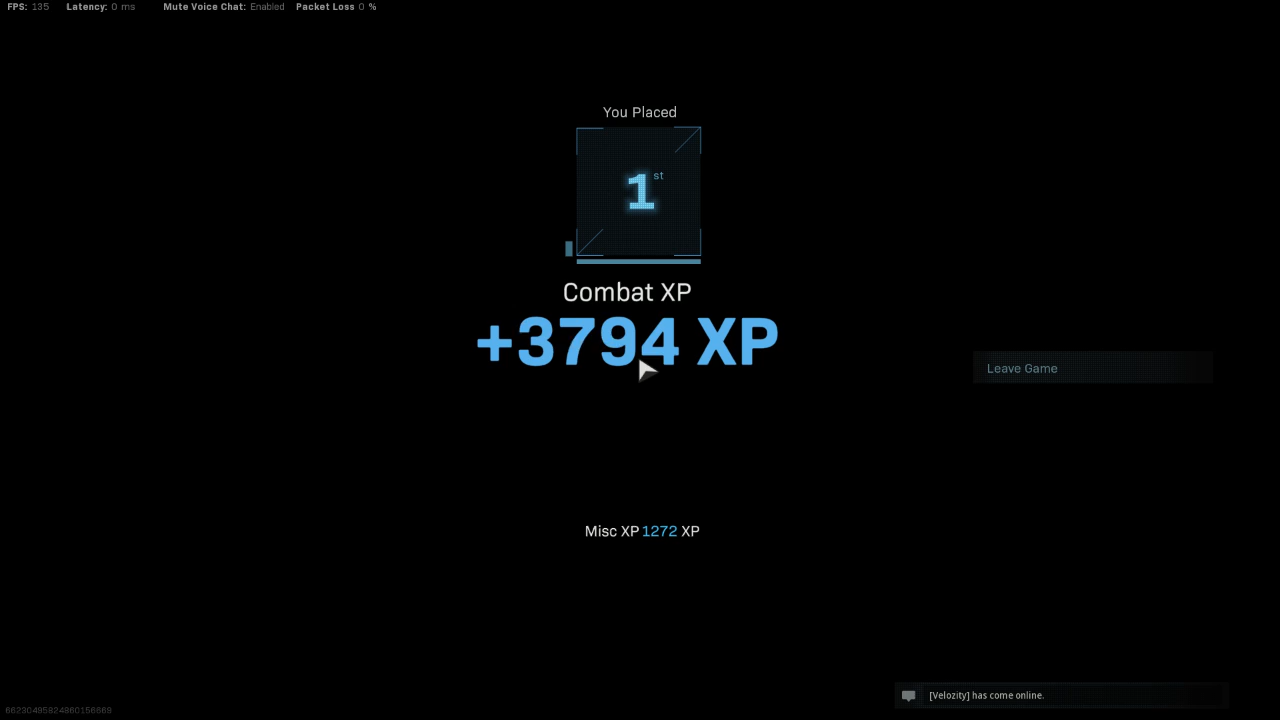 FPS: 135 Latency: 0 ms Mute Voice Chat: Enabled Packet Loss 0 %
You Placed
1st
Combat XP
+3794 XP
Leave Game
Misc XP 1272 XP
[Velozity] has come online.